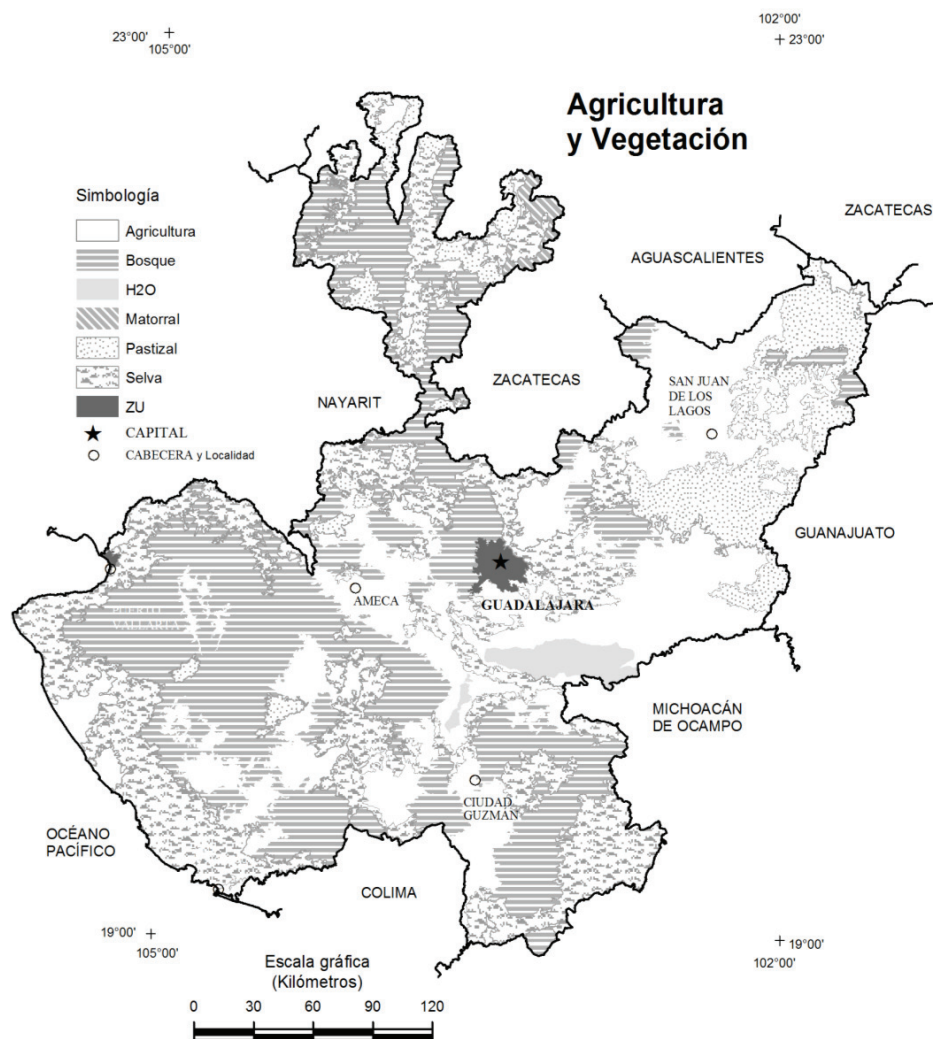 102°00'
23°00'
105°00'
23°00'
Agricultura
y Vegetación
Simbología
Agricultura
Bosque
H2O
Matorral
Pastizal
Selva
ZU
CAPITAL
CABECERA y Localidad
ZACATECAS
AGUASCALIENTES
ZACATECAS
SAN JUAN
DE LOS
LAGOS
NAYARIT
GUANAJUATO
AMECA
GUADALAJARA
PUERTO
VALLARTA
MICHOACÁN
DE OCAMPO
CIUDAD
GUZMÁN
OCÉANO
PACÍFICO
COLIMA
19°00'
105°00'
19°00'
102°00'
Escala gráfica
(Kilómetros)
0 30 60 90 120